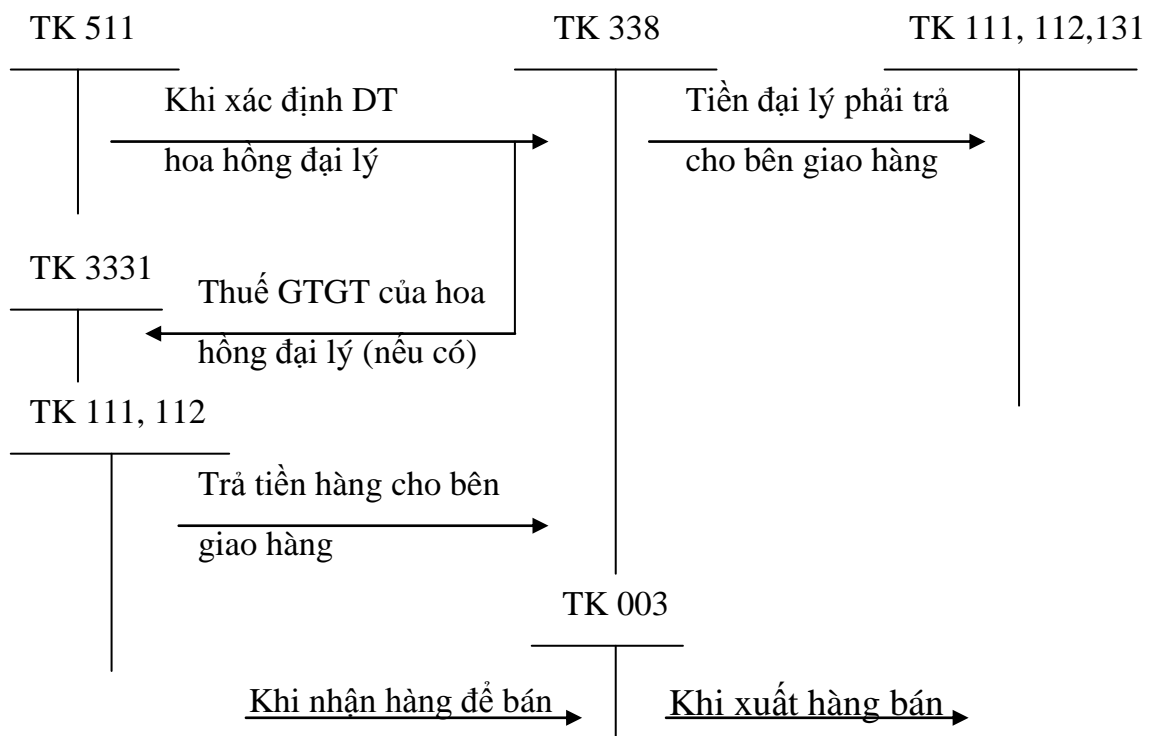 TK 511 TK 338 TK 111, 112,131
Khi xác định DT
hoa hồng đại lý
Tiền đại lý phải trả
cho bên giao hàng
TK 3331
Thuế GTGT của hoa
hồng đại lý (nếu có)
TK 111, 112
Trả tiền hàng cho bên
giao hàng
TK 003
Khi nhận hàng để bán
Khi xuất hàng bán